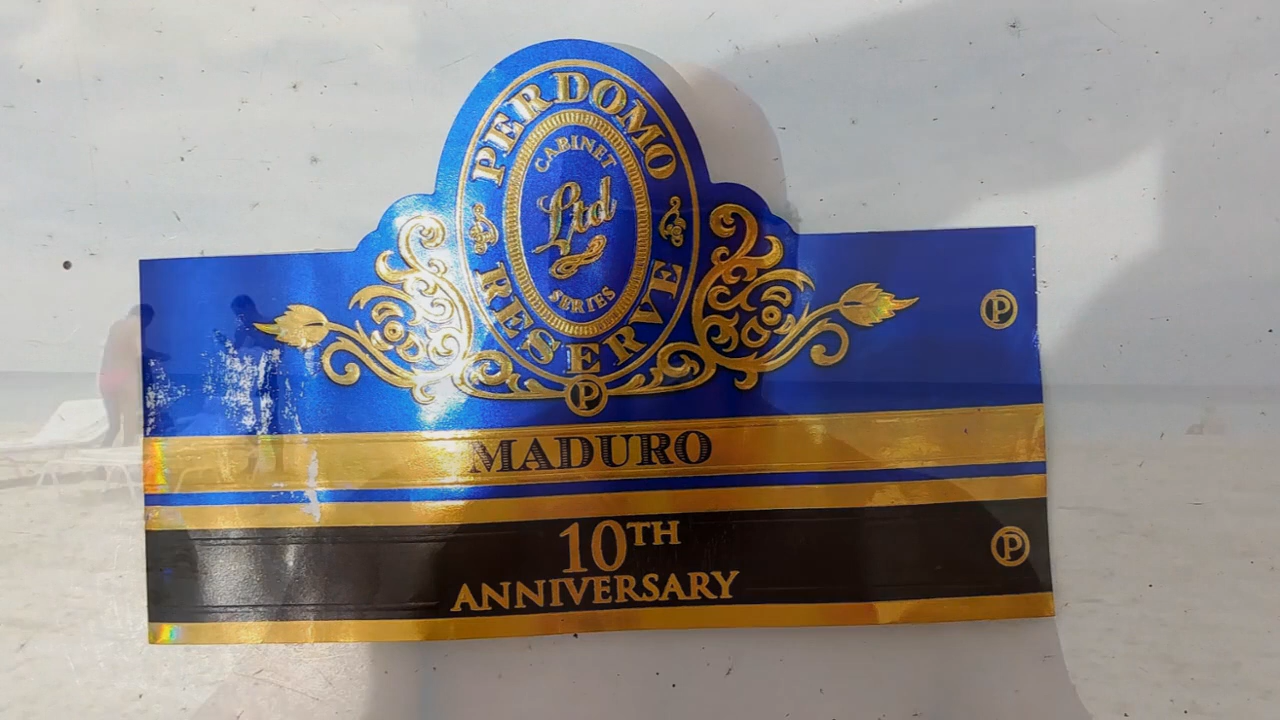 PERDOMO
CABINET
Ltd
SERIES
RESERVE
P
P
MADURO
10TH
P
ANNIVERSARY